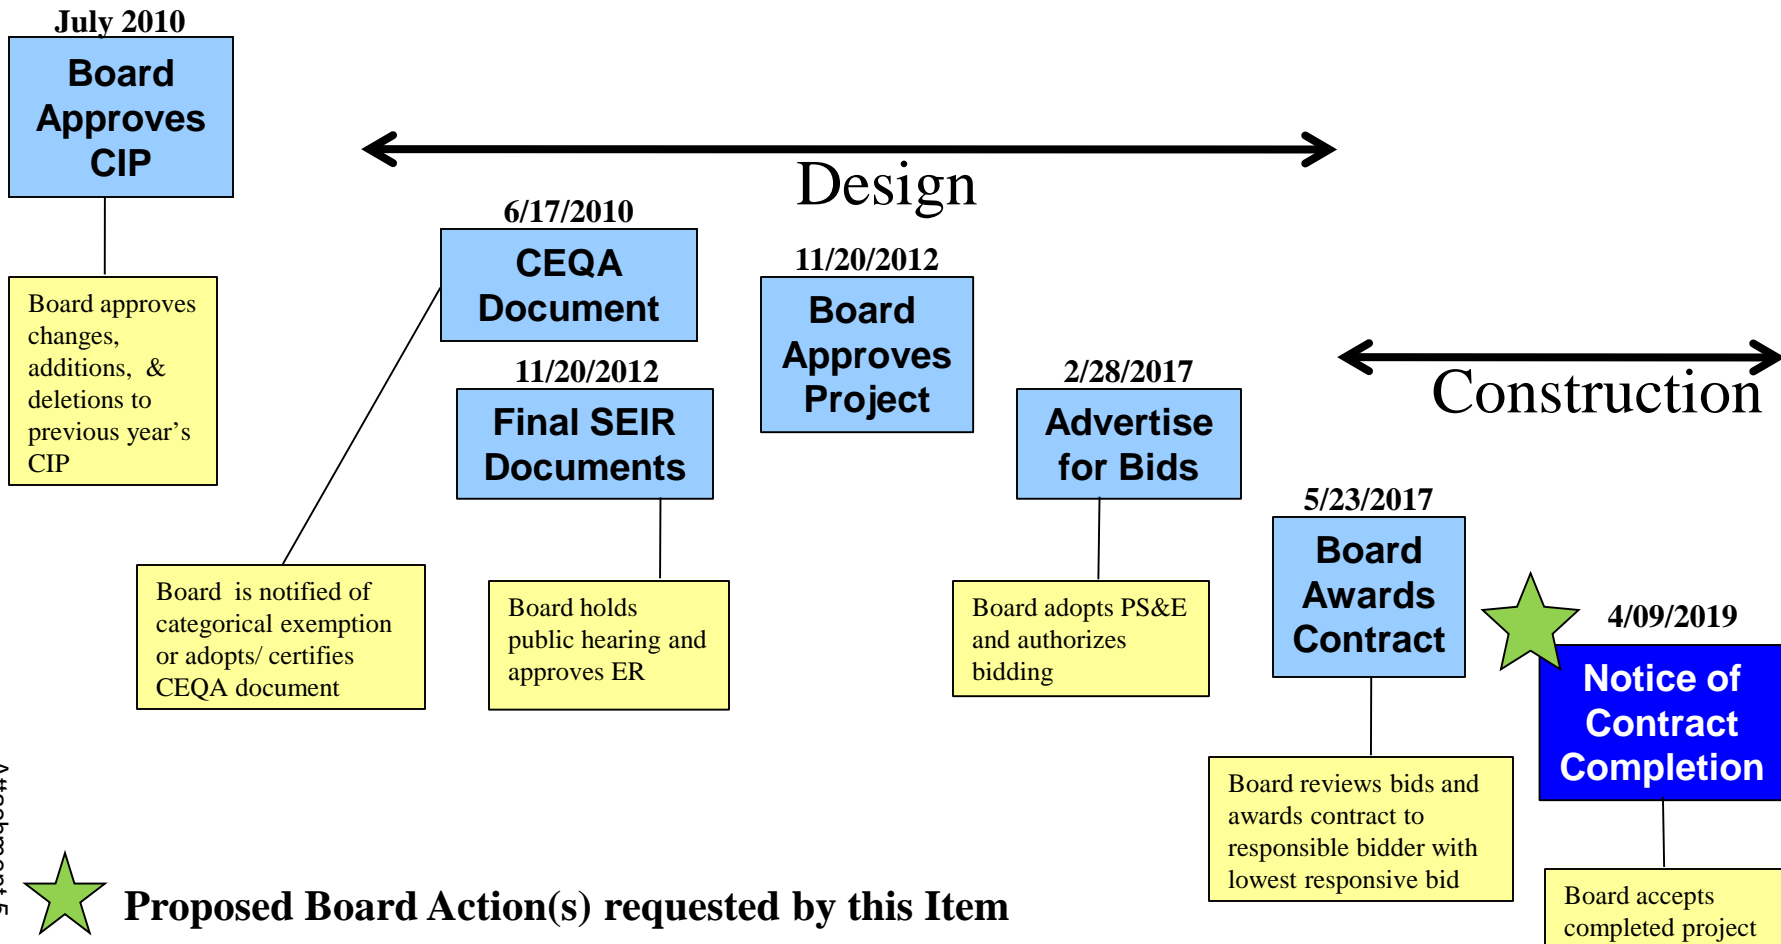 July 2010
Board
Approves
CIP
Board approves
changes,
additions, &
deletions to
previous year's
CIP
Design
6/17/2010
CEQA
Document
Board is notified of
categorical exemption
or adopts/ certifies
CEQA document
11/20/2012
Final SEIR
Documents
Board holds
public hearing and
approves ER
11/20/2012
Board
Approves
Project
2/28/2017
Advertise
for Bids
Board adopts PS&E
and authorizes
bidding
Construction
5/23/2017
Board
Awards
Contract
Board reviews bids and
awards contract to
responsible bidder with
lowest responsive bid
4/09/2019
Notice of
Contract
Completion
Board accepts
completed project
Attachment 5
Proposed Board Action(s) requested by this Item